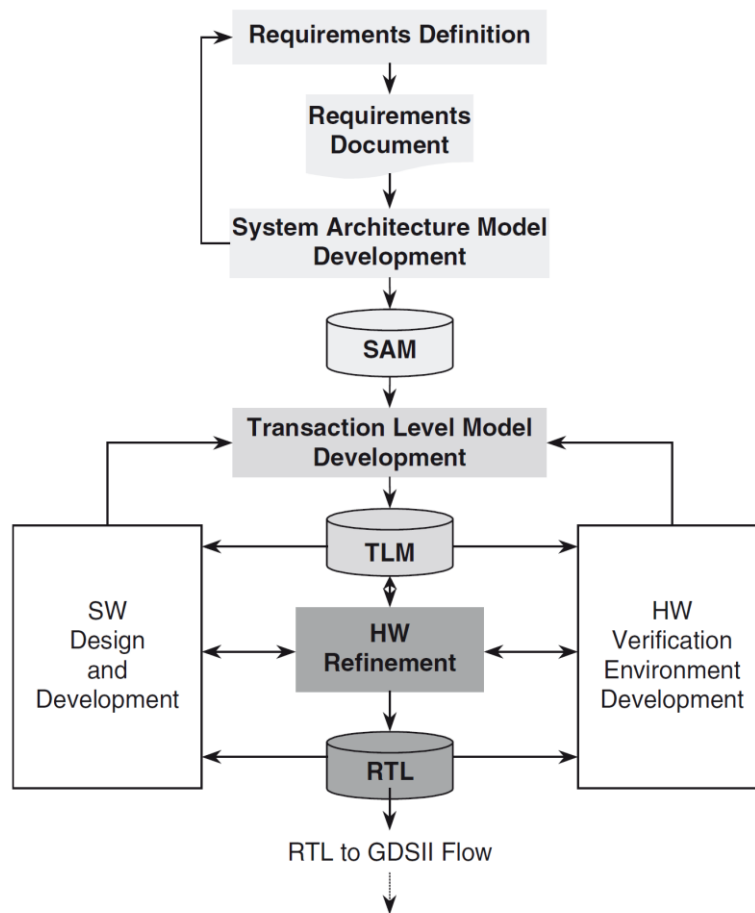 Requirements Definition
Requirements
Document
System Architecture Model
Development
SAM
Transaction Level Model
Development
TLM
SW
Design
and
Development
HW
Refinement
HW
Verification
Environment
Development
RTL
RTL to GDSII Flow